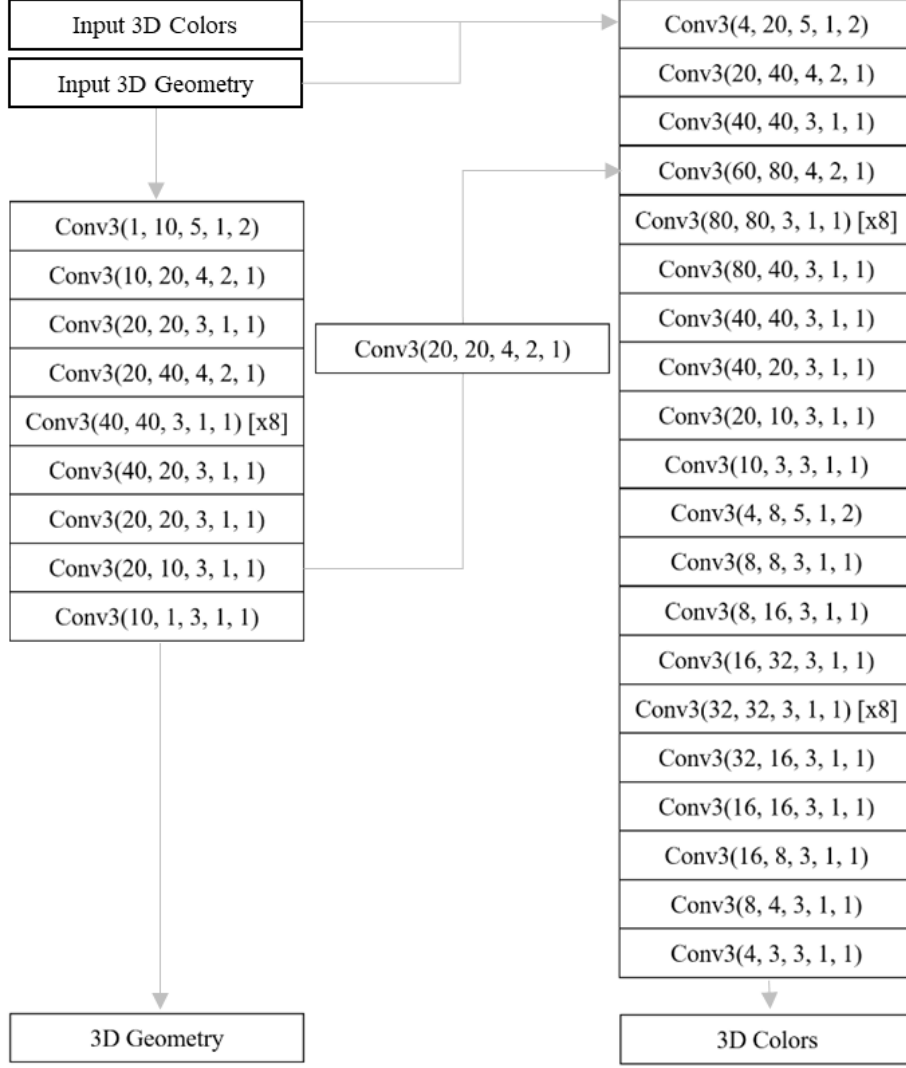 Input 3D Colors
Input 3D Geometry
Conv3(1, 10, 5, 1, 2)
Conv3(10, 20, 4, 2, 1)
Conv3(20, 20, 3, 1, 1)
Conv3(20, 40, 4, 2, 1)
Conv3(40, 40, 3, 1, 1) [x8]
Conv3(40, 20, 3, 1, 1)
Conv3(20, 20, 3, 1, 1)
Conv3(20, 10, 3, 1, 1)
Conv3(10, 1, 3, 1, 1)
3D Geometry
Conv3(20, 20, 4, 2, 1)
Conv3(4, 20, 5, 1, 2)
Conv3(20, 40, 4, 2, 1)
Conv3(40, 40, 3, 1, 1)
Conv3(60, 80, 4, 2, 1)
Conv3(80, 80, 3, 1, 1) [x8]
Conv3(80, 40, 3, 1, 1)
Conv3(40, 40, 3, 1, 1)
Conv3(40, 20, 3, 1, 1)
Conv3(20, 10, 3, 1, 1)
Conv3(10, 3, 3, 1, 1)
Conv3(4, 8, 5, 1, 2)
Conv3(8, 8, 3, 1, 1)
Conv3(8, 16, 3, 1, 1)
Conv3(16, 32, 3, 1, 1)
Conv3(32, 32, 3, 1, 1) [x8]
Conv3(32, 16, 3, 1, 1)
Conv3(16, 16, 3, 1, 1)
Conv3(16, 8, 3, 1, 1)
Conv3(8, 4, 3, 1, 1)
Conv3(4, 3, 3, 1, 1)
3D Colors